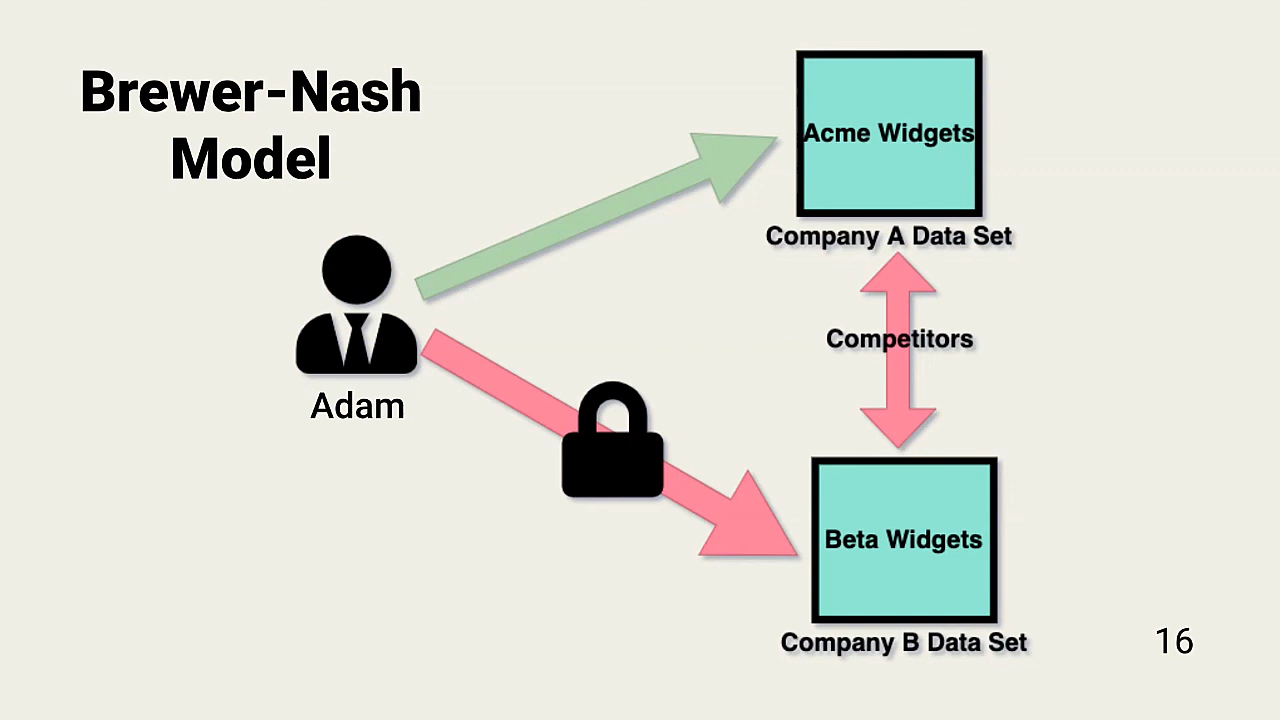 Brewer-Nash
Model
Acme Widgets
Company A Data Set
Competitors
Adam
Beta Widgets
Company B Data Set
16